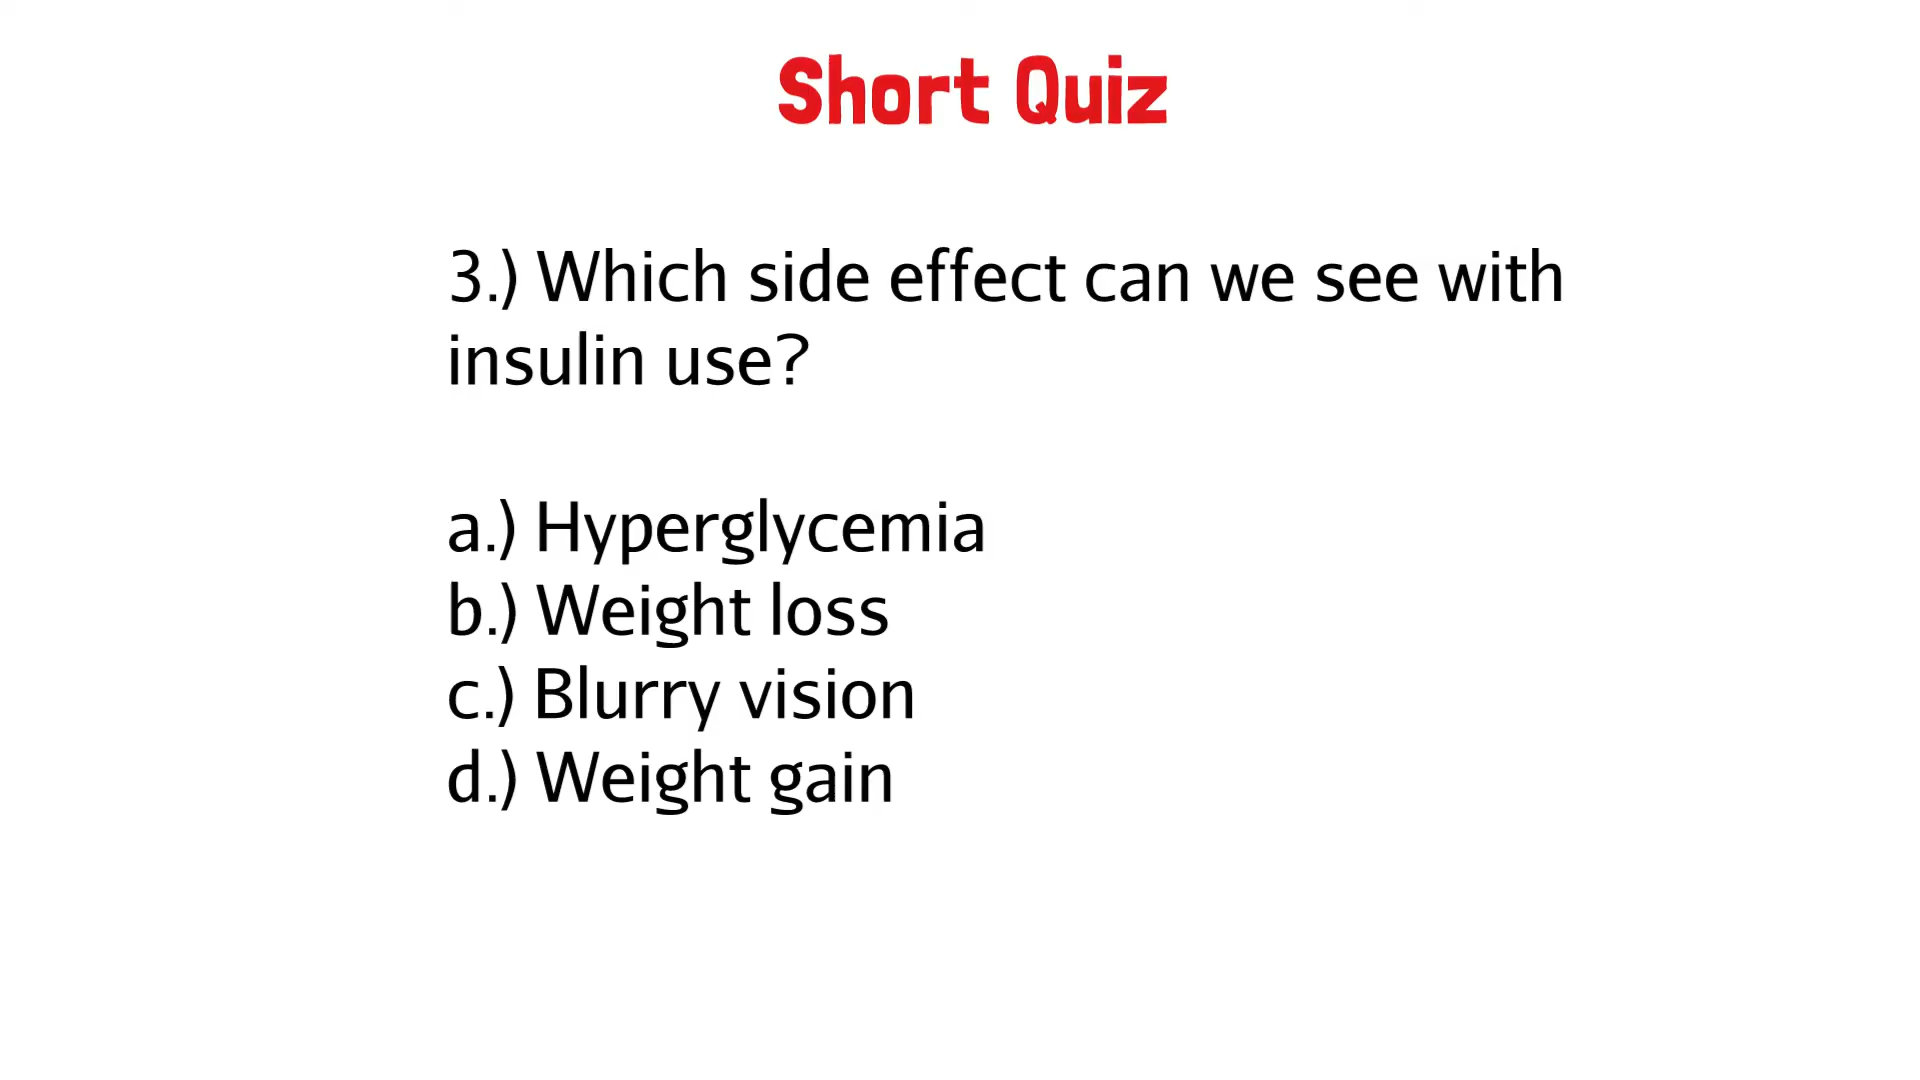 Short Quiz
3.) Which side effect can we see with
insulin use?
a.) Hyperglycemia
b.) Weight loss
c.) Blurry vision
d.) Weight gain